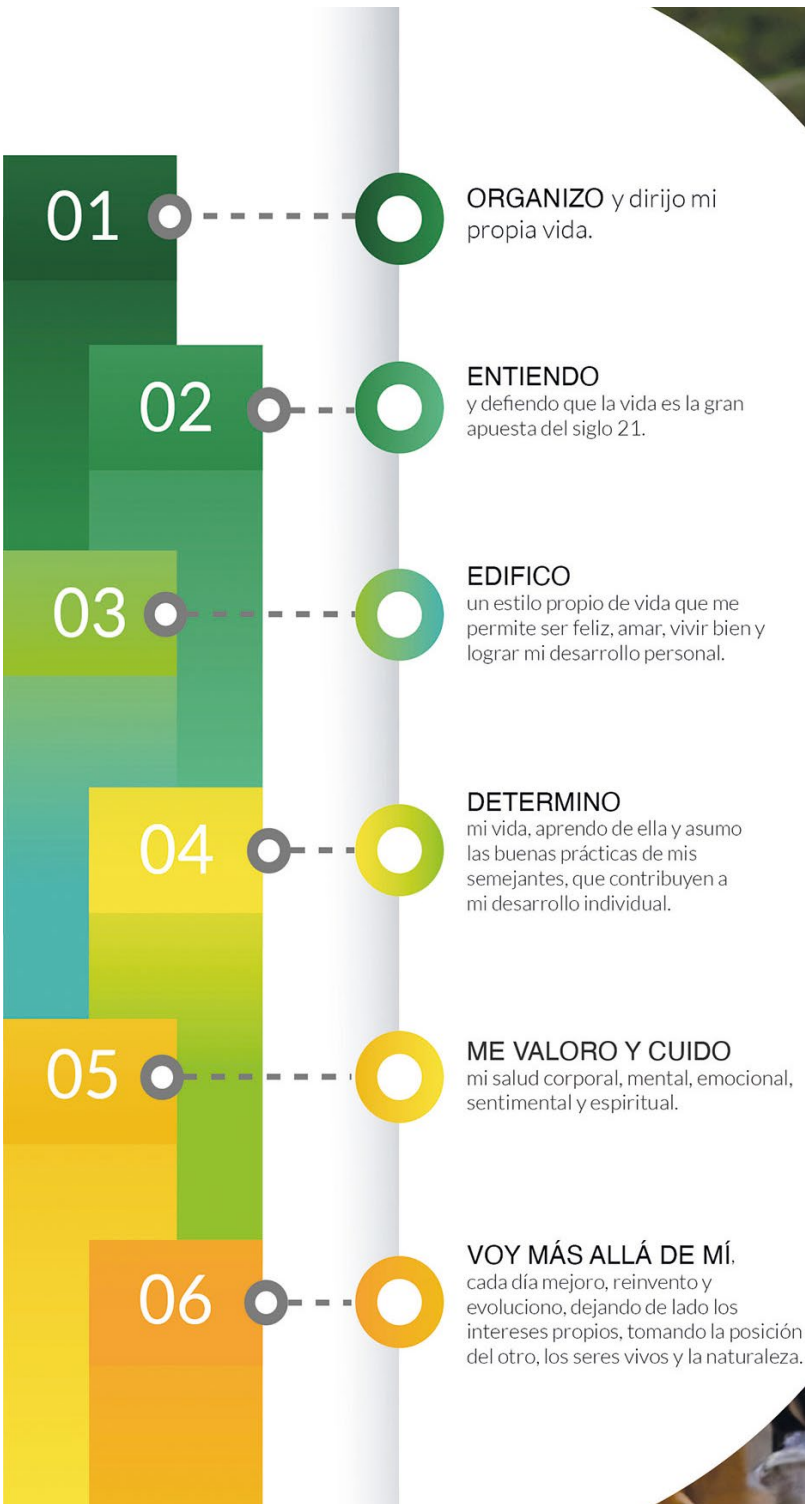 01
ORGANIZO y dirijo mi
propia vida.
02
ENTIENDO
y defiendo que la vida es la gran
apuesta del siglo 21.
03
EDIFICO
un estilo propio de vida que me
permite ser feliz, amar, vivir bien y
lograr mi desarrollo personal.
04
DETERMINO
mi vida, aprendo de ella y asumo
las buenas prácticas de mis
semejantes, que contribuyen a
mi desarrollo individual.
05
ME VALORO Y CUIDO
mi salud corporal, mental, emocional,
sentimental y espiritual.
06
VOY MÁS ALLÁ DE MÍ,
cada día mejoro, reinvento y
evoluciono, dejando de lado los
intereses propios, tomando la posición
del otro, los seres vivos y la naturaleza.